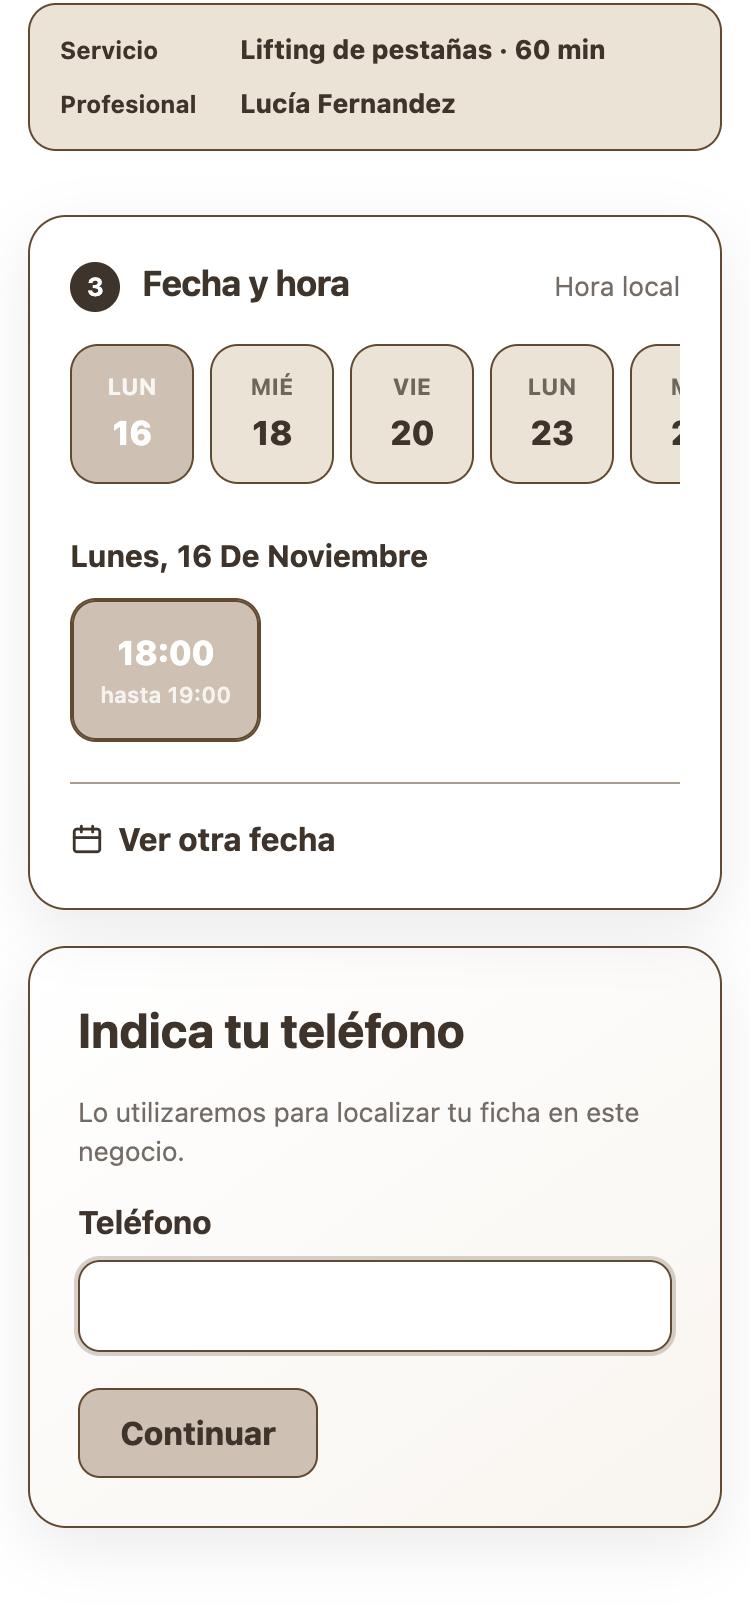 Servicio Lifting de pestañas · 60 min
Profesional Lucía Fernandez
3 Fecha y hora Hora local
LUN MIÉ VIE LUN
16 18 20 23
Lunes, 16 De Noviembre
18:00
hasta 19:00
Ver otra fecha
Indica tu teléfono
Lo utilizaremos para localizar tu ficha en este
negocio.
Teléfono
Continuar